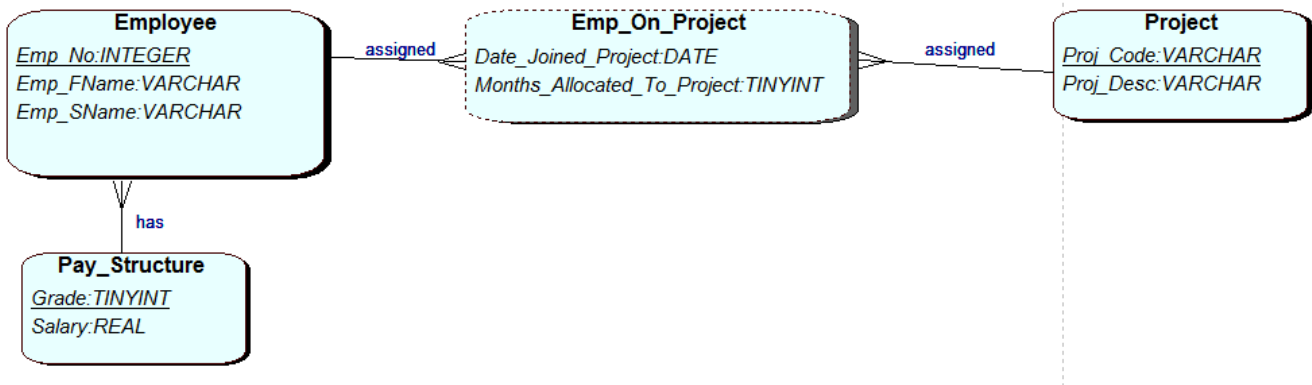 Employee
Emp_No:INTEGER
Emp_FName:VARCHAR
Emp_SName:VARCHAR
assigned
Emp_On_Project
Date_Joined_Project:DATE
Months_Allocated_To_Project:TINYINT
assigned
Project
Proj_Code:VARCHAR
Proj_Desc:VARCHAR
has
Pay_Structure
Grade:TINYINT
Salary:REAL